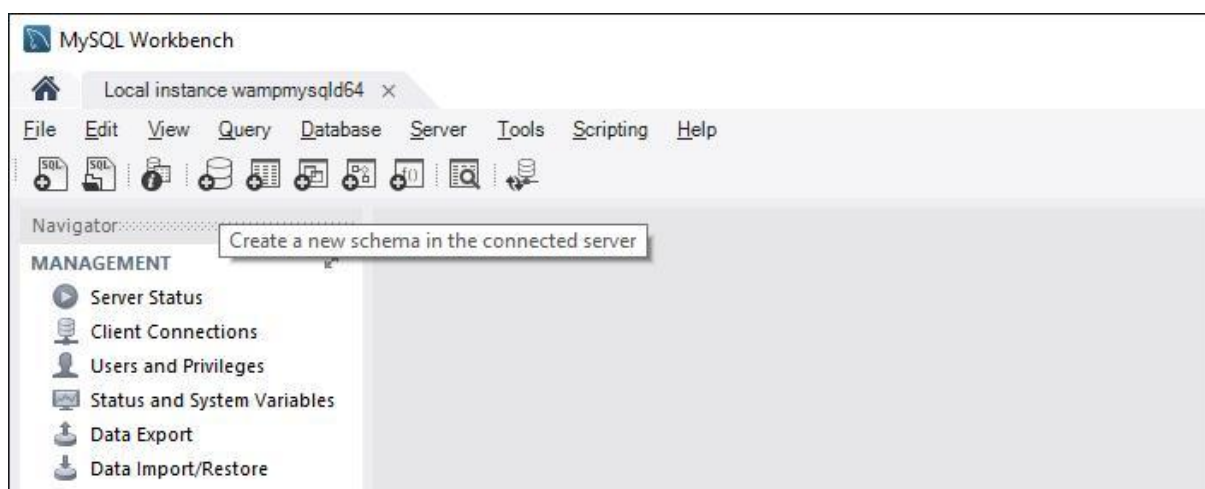 MySQL Workbench
Local instance wampmysqld64 ×
File Edit View Query Database Server Tools Scripting Help
SQL SQL
Navigator
Create a new schema in the connected server
MANAGEMENT
Server Status
Client Connections
Users and Privileges
Status and System Variables
Data Export
Data Import/Restore